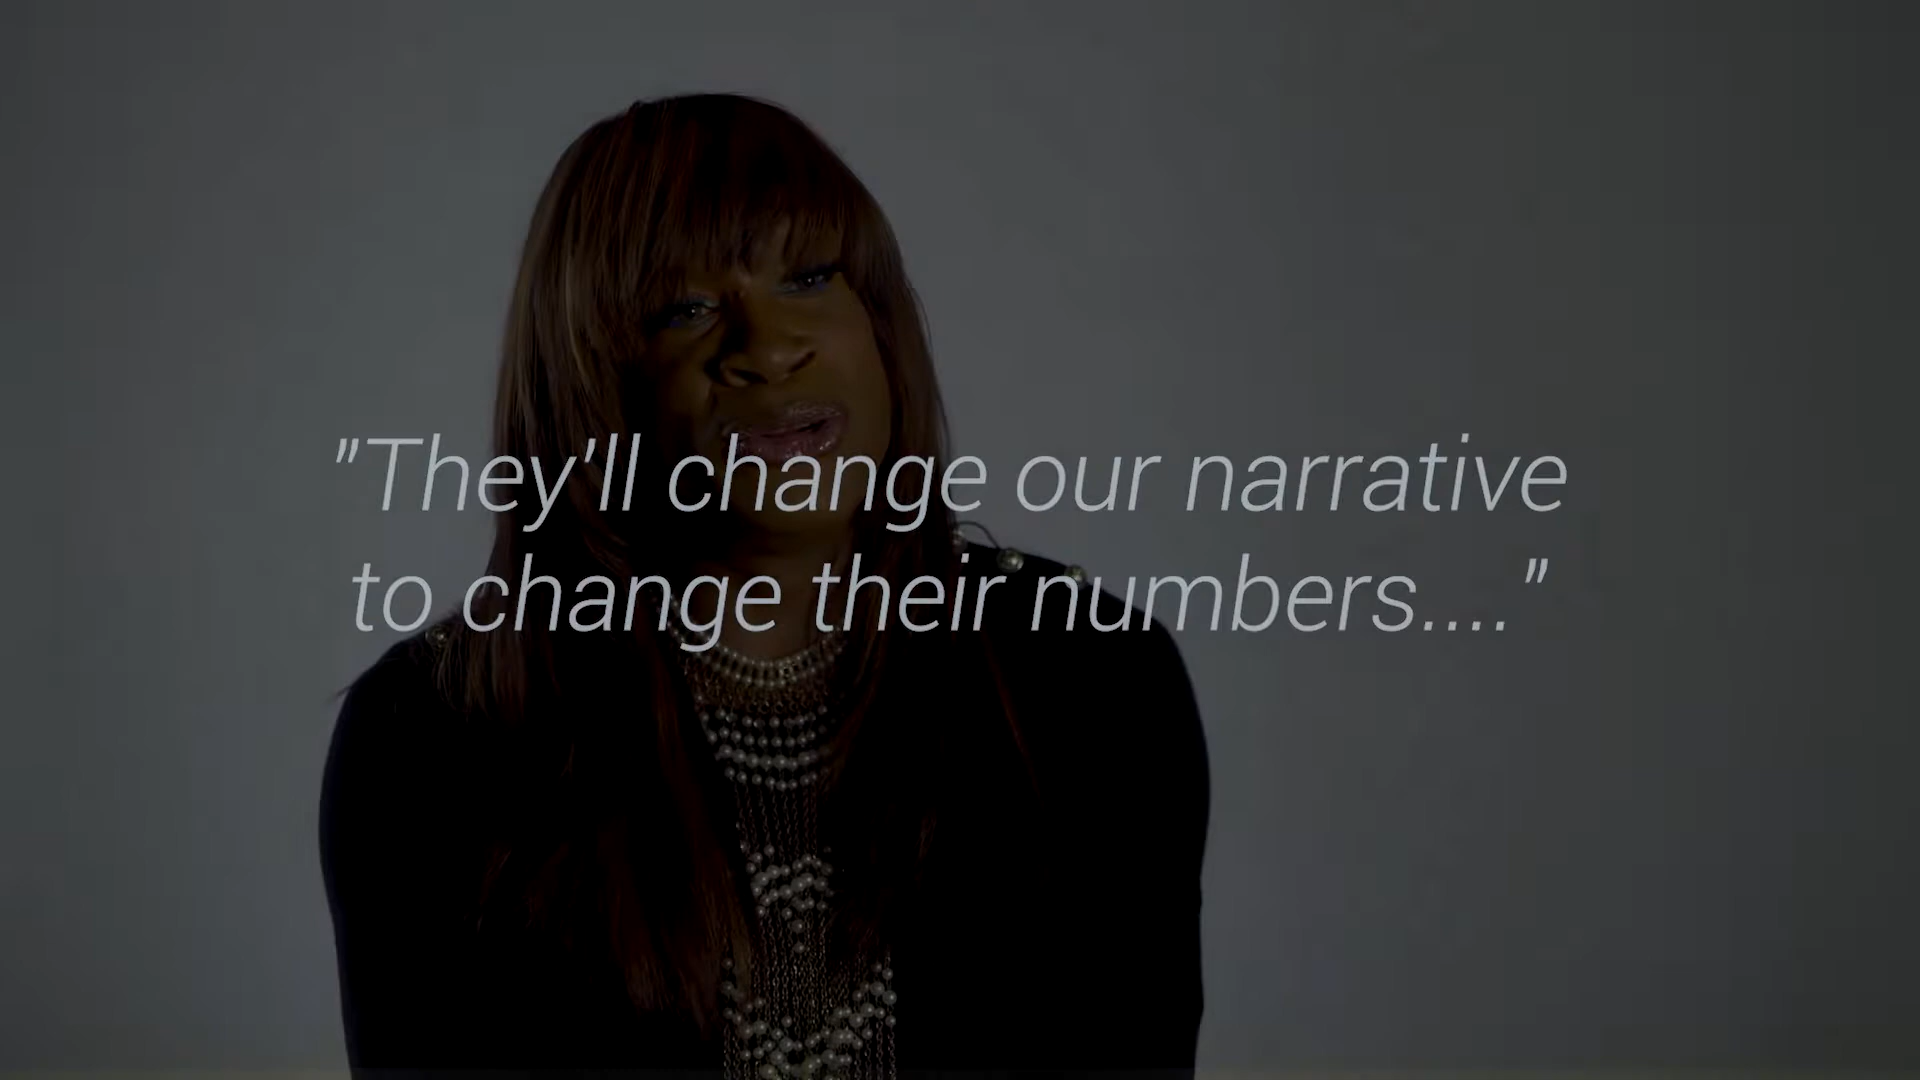 "They'll change our narrative
to change their numbers...."